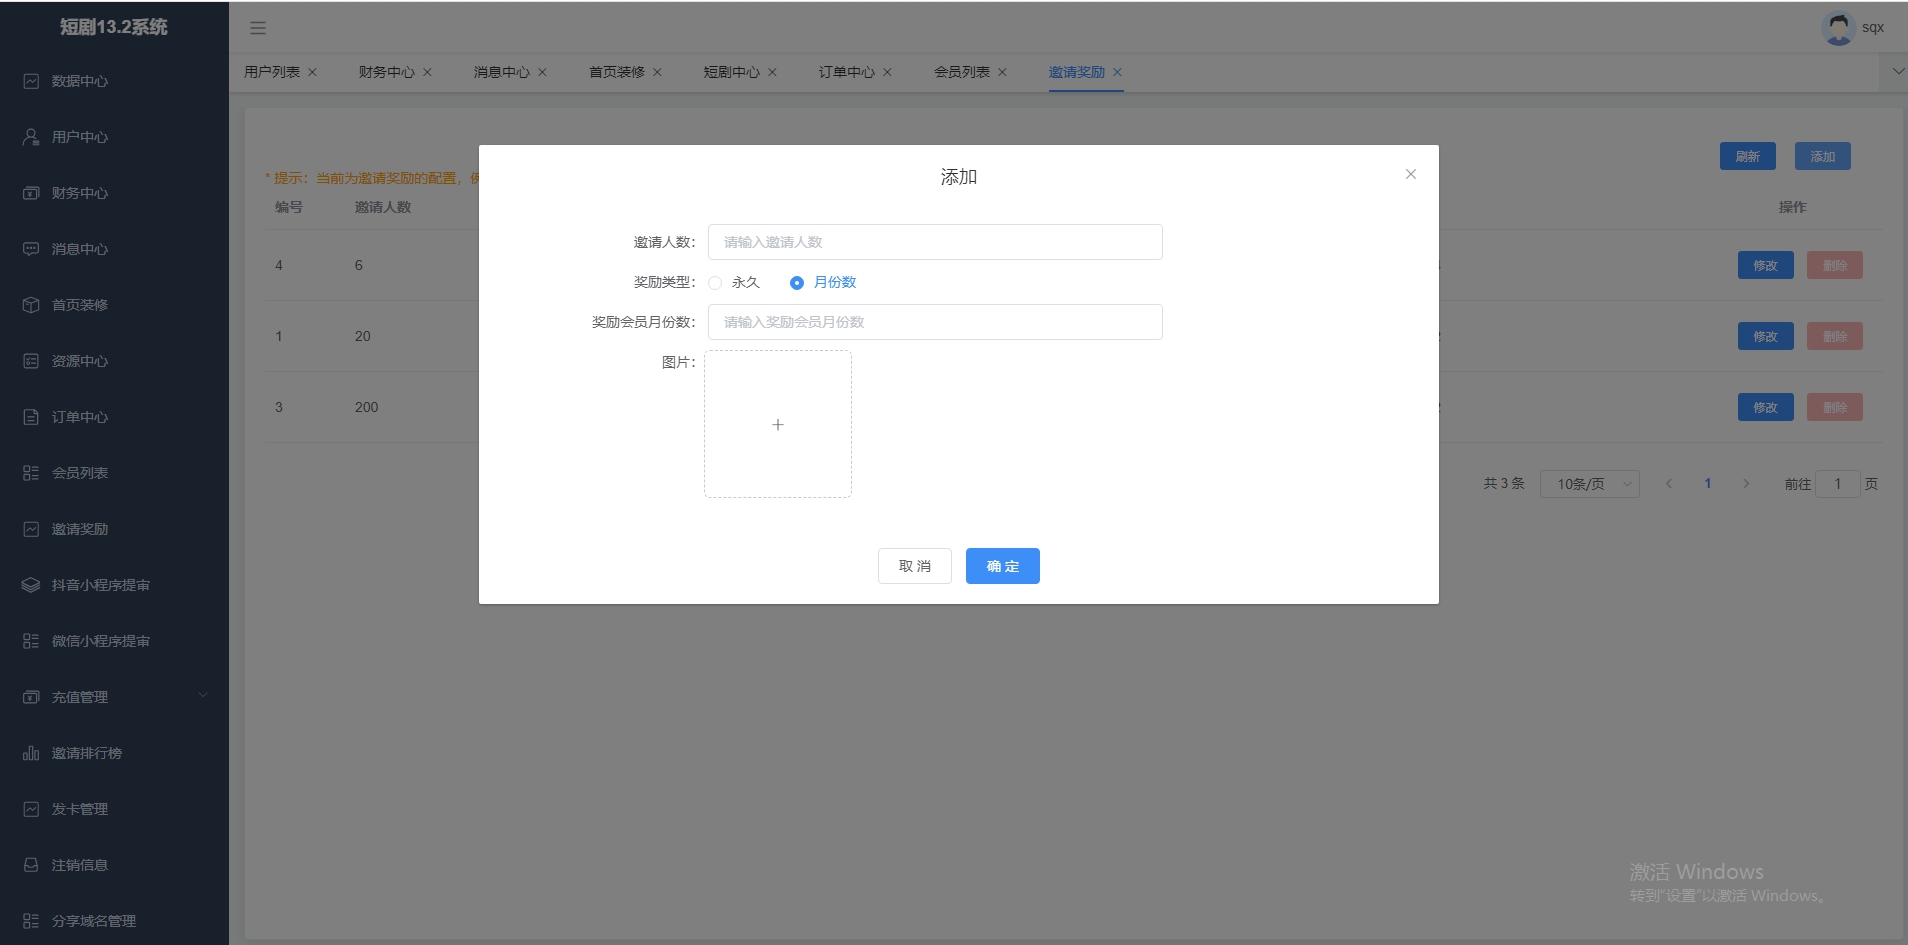 短剧13.2系统
sqx
数据中心
用户中心
财务中心
消息中心
首页装修
资源中心
订单中心
会员列表
邀请奖励
抖音小程序提审
微信小程序提审
充值管理
邀请排行榜
发卡管理
注销信息
分享域名管理
用户列表 财务中心 消息中心 首页装修 短剧中心 订单中心 会员列表 邀请奖励
刷新 添加
* 提示：当前为邀请奖励的配置，
编号 邀请人数 操作
4 6 修改 删除
1 20 修改 删除
3 200 修改 删除
共 3 条 10条/页 1 前往 1 页
添加
邀请人数： 请输入邀请人数
奖励类型： 永久 月份数
奖励会员月份数： 请输入奖励会员月份数
图片：
取 消 确 定
激活 Windows
转到"设置"以激活 Windows。